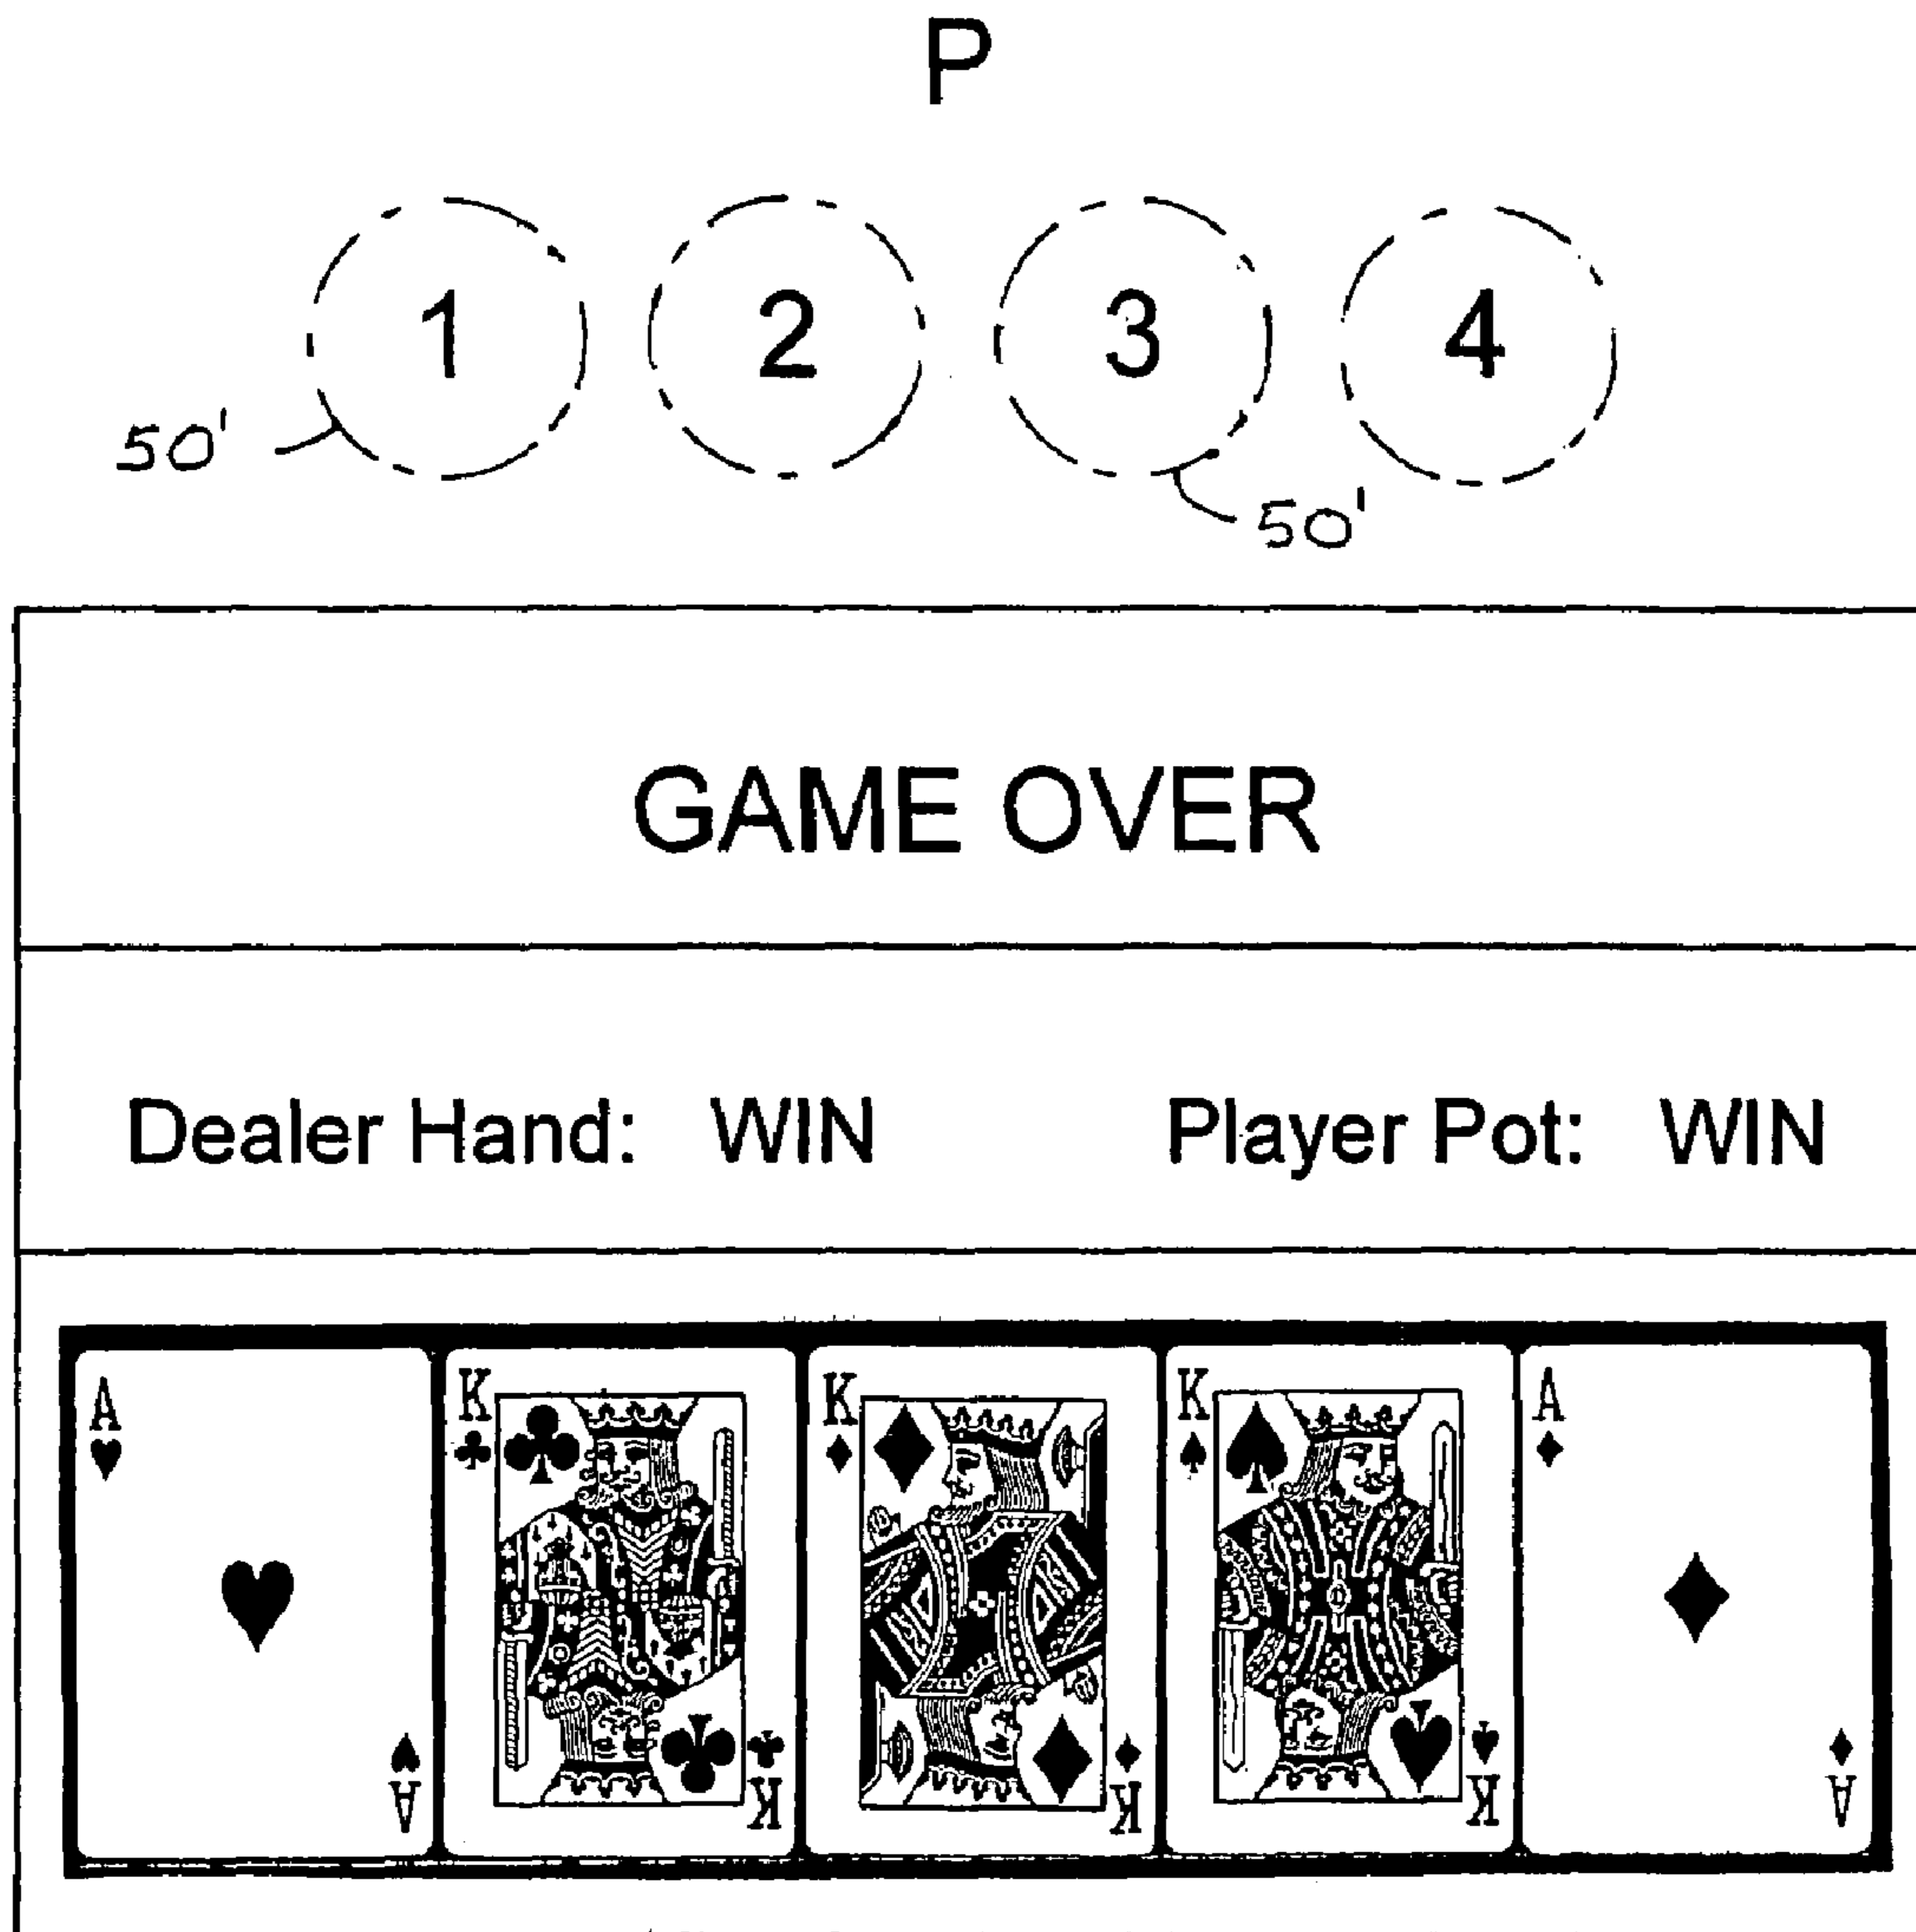 P
1 2 3 4
50'
50'
GAME OVER
Dealer Hand: WIN Player Pot: WIN
A K K K A
A K K K A